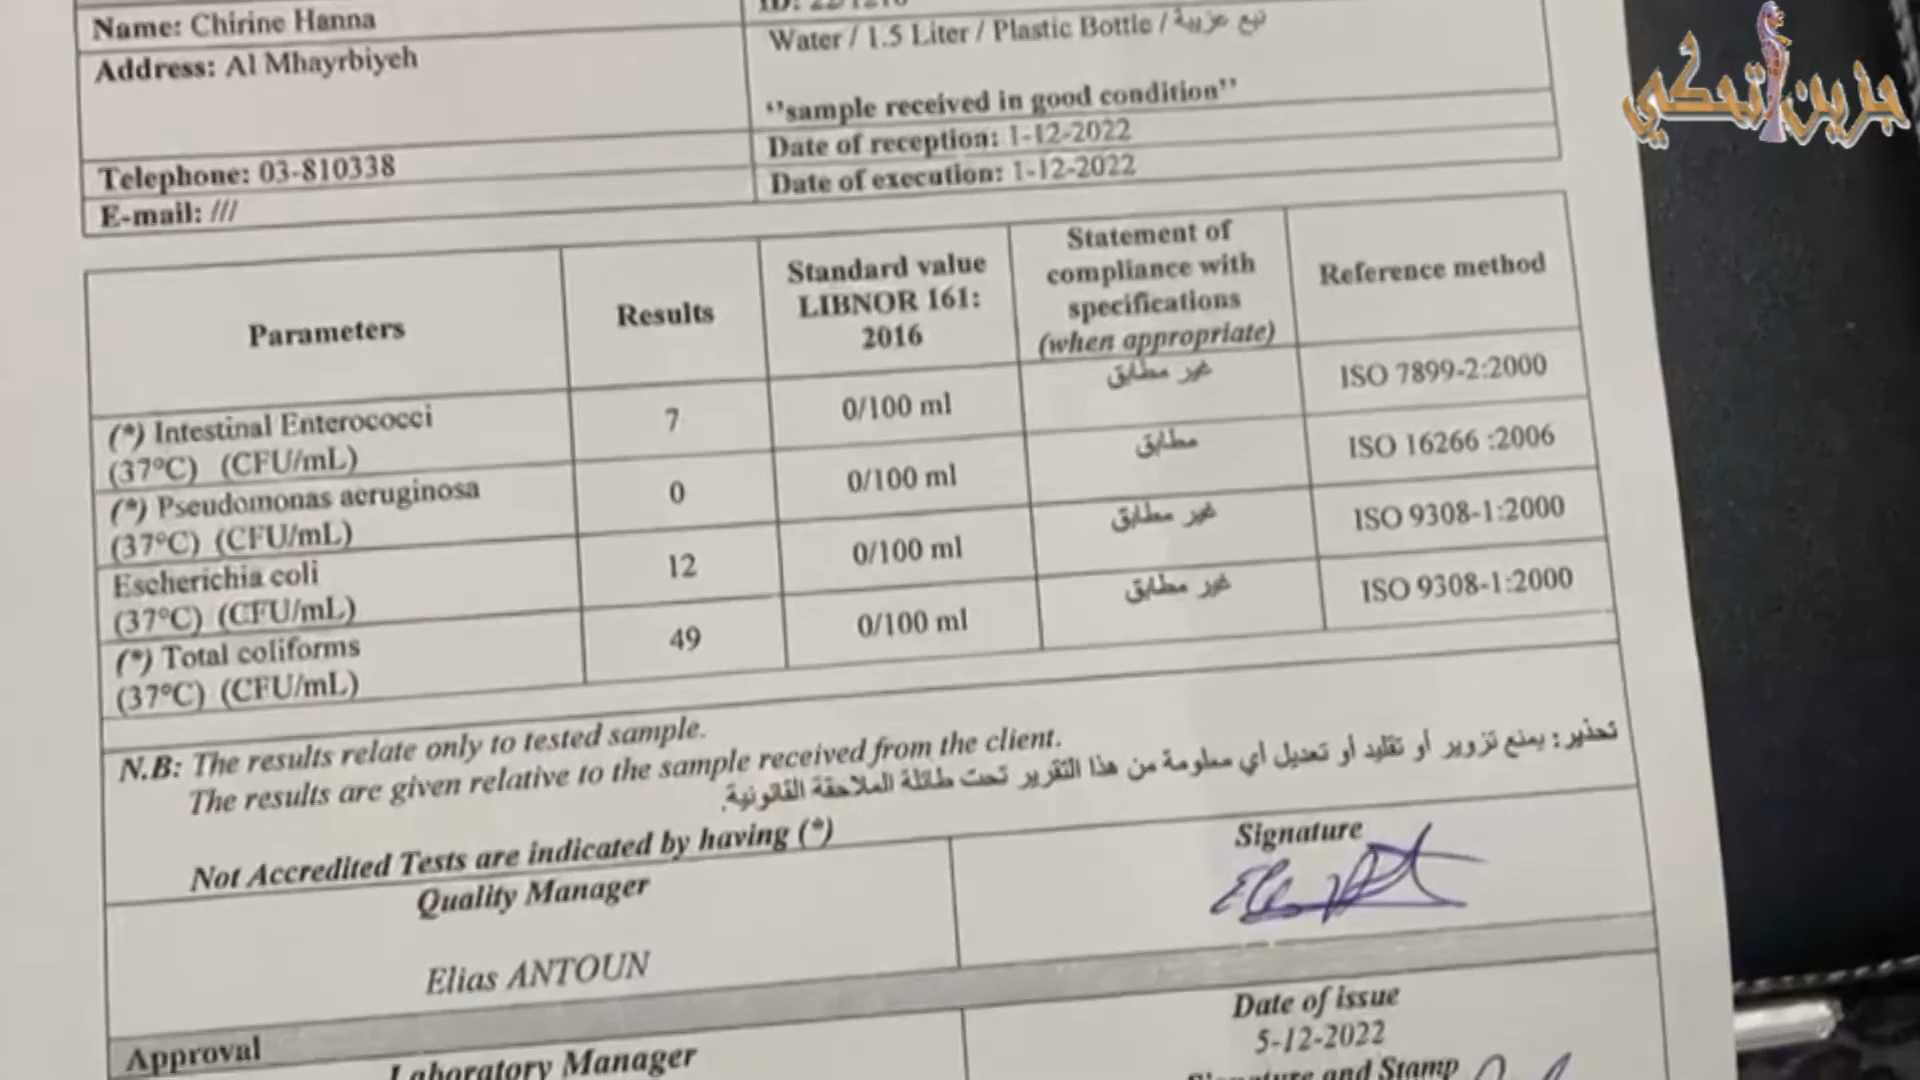 جزين تحكي
Name: Chirine Hanna
Address: Al Mhayrbiyeh
Telephone: 03-810338
E-mail: ///
Water / 1.5 Liter / Plastic Bottle / نبع عزيبة
‘’sample received in good condition’’
Date of reception: 1-12-2022
Date of execution: 1-12-2022
Parameters
Results
Standard value
LIBNOR 161:
2016
Statement of
compliance with
specifications
(when appropriate)
Reference method
(*) Intestinal Enterococci
(37°C) (CFU/mL)
7
0/100 ml
غير مطابق
ISO 7899-2:2000
(*) Pseudomonas aeruginosa
(37°C) (CFU/mL)
0
0/100 ml
مطابق
ISO 16266 :2006
Escherichia coli
(37°C) (CFU/mL)
12
0/100 ml
غير مطابق
ISO 9308-1:2000
(*) Total coliforms
(37°C) (CFU/mL)
49
0/100 ml
غير مطابق
ISO 9308-1:2000
N.B: The results relate only to tested sample.
The results are given relative to the sample received from the client.
تحذير: يمنع تزوير أو تقليد أو تعديل أي معلومة من هذا التقرير تحت طائلة الملاحقة القانونية.
Not Accredited Tests are indicated by having (*)
Quality Manager
Elias ANTOUN
Signature
Approval
Laboratory Manager
Date of issue
5-12-2022
Signature and Stamp